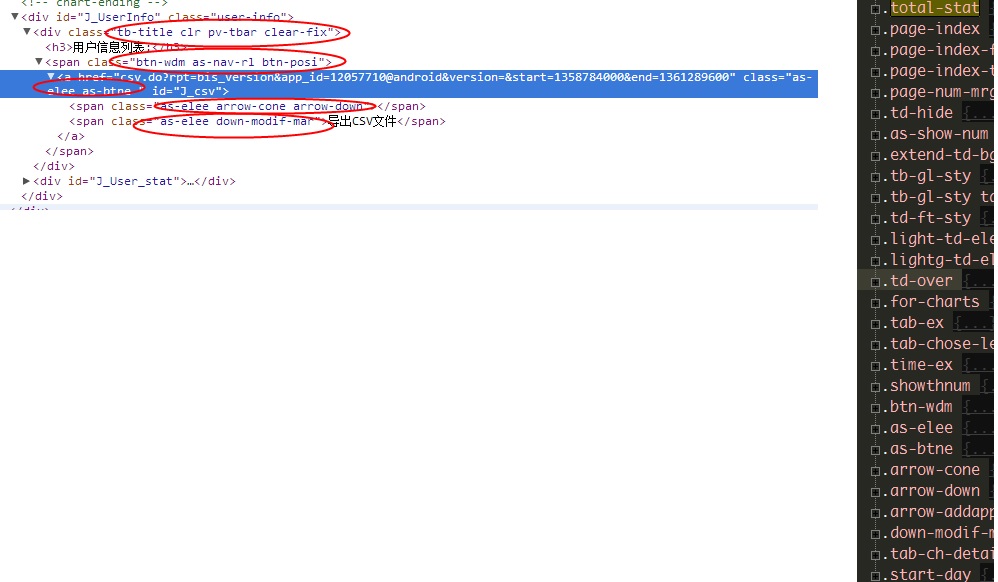 <!-- chart-ending -->
▼<div id="J_UserInfo" class="user-info">
▼<div class="tb-title clr pv-tbar clear-fix">
<h3>用户信息列表:</h3>
▼<span class="btn-wdm as-nav-rl btn-posi">
▼<a href="csv.do?rpt=bis_version&app_id=12057710@android&version=&start=1358784000&end=1361289600" class="as-
elee as-btne " id="J_csv">
<span class="as-elee arrow-cone arrow-down" ></span>
<span class="as-elee down-modif-mar" >导出CSV文件</span>
</a>
</span>
</div>
▶<div id="J_User_stat">…</div>
</div>
</div>
.total-stat
.page-index
.page-index-
.page-index-
.page-num-mrg
.td-hide {...
.as-show-num
.extend-td-bg
.tb-gl-sty {.
.tb-gl-sty
.td-ft-sty {.
.light-td-ele
.lightg-td-el
.td-over {...
.for-charts
.tab-ex {...}
.tab-chose-le
.time-ex {...
.showthnum {.
.btn-wdm {...
.as-elee {...
.as-btne {...
.arrow-cone
.arrow-down
.arrow-addapp
.down-modif-m
.tab-ch-detai
.start-day {.